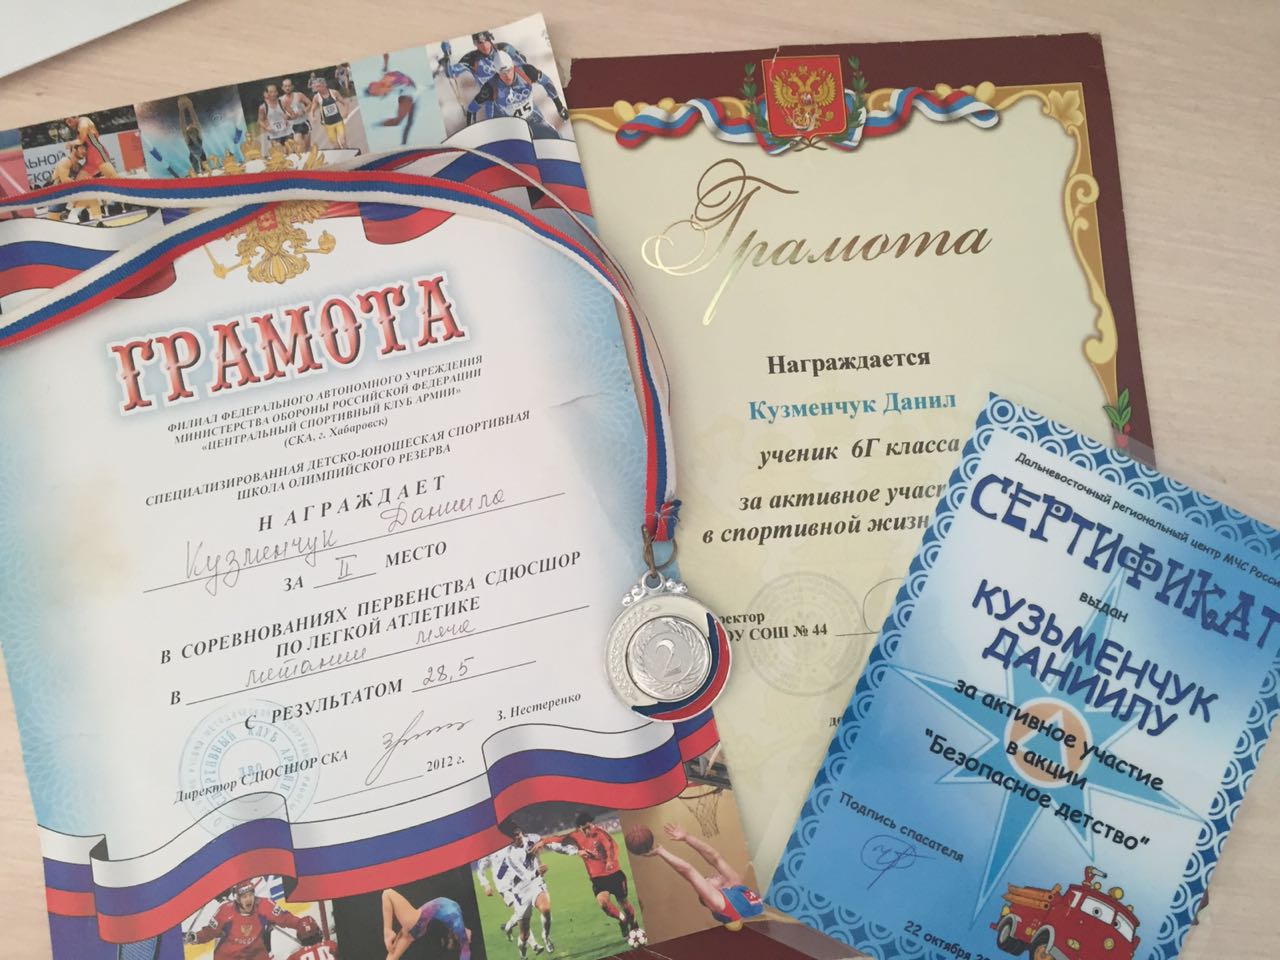 ГРАМОТА
ФИЛИАЛ ФЕДЕРАЛЬНОГО АВТОНОМНОГО УЧРЕЖДЕНИЯ
МИНИСТЕРСТВА ОБОРОНЫ РОССИЙСКОЙ ФЕДЕРАЦИИ
«ЦЕНТРАЛЬНЫЙ СПОРТИВНЫЙ КЛУБ АРМИИ»
(СКА, г. Хабаровск)
СПЕЦИАЛИЗИРОВАННАЯ ДЕТСКО-ЮНОШЕСКАЯ СПОРТИВНАЯ
ШКОЛА ОЛИМПИЙСКОГО РЕЗЕРВА
НАГРАЖДАЕТ
Кузменчук Данила
ЗА II МЕСТО
В СОРЕВНОВАНИЯХ ПЕРВЕНСТВА СДЮСШОР
ПО ЛЕГКОЙ АТЛЕТИКЕ
В метании мяча
С РЕЗУЛЬТАТОМ 28,5
Директор СДЮСШОР СКА З. Нестеренко
2012 г.
2
Грамота
Награждается
Кузменчук Данил
ученик 6Г класса
за активное участ
в спортивной жизн
ректор
ОУ СОШ № 44
Дальневосточный региональный центр МЧС Росси
СЕРТИФИКАТ
выдан
КУЗЬМЕНЧУК
ДАНИИЛУ
за активное участие
в акции
"Безопасное детство"
Подпись спасателя
22 октября